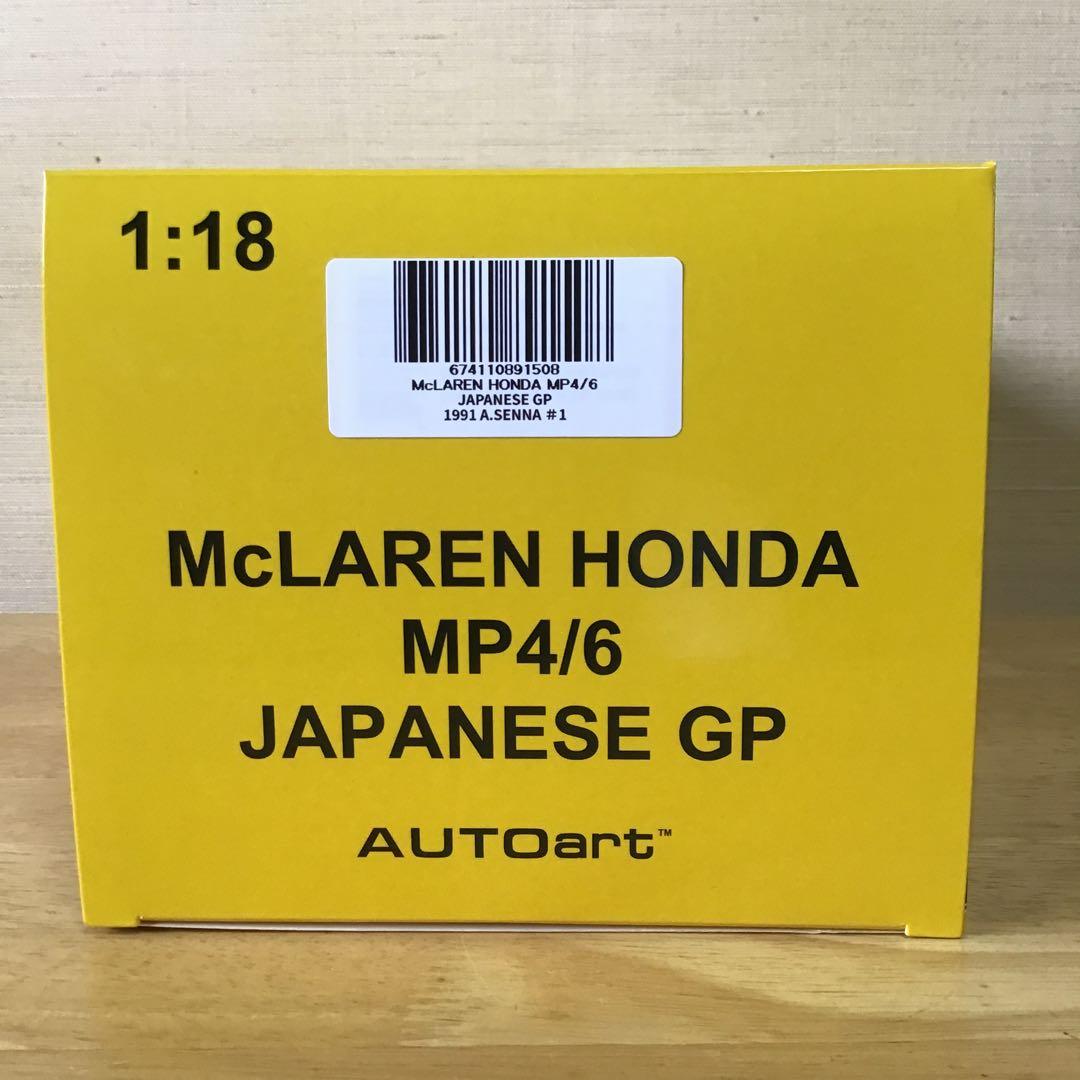 1:18
674110891508
McLAREN HONDA MP4/6
JAPANESE GP
1991 A.SENNA #1
McLAREN HONDA
MP4/6
JAPANESE GP
AUTOart™